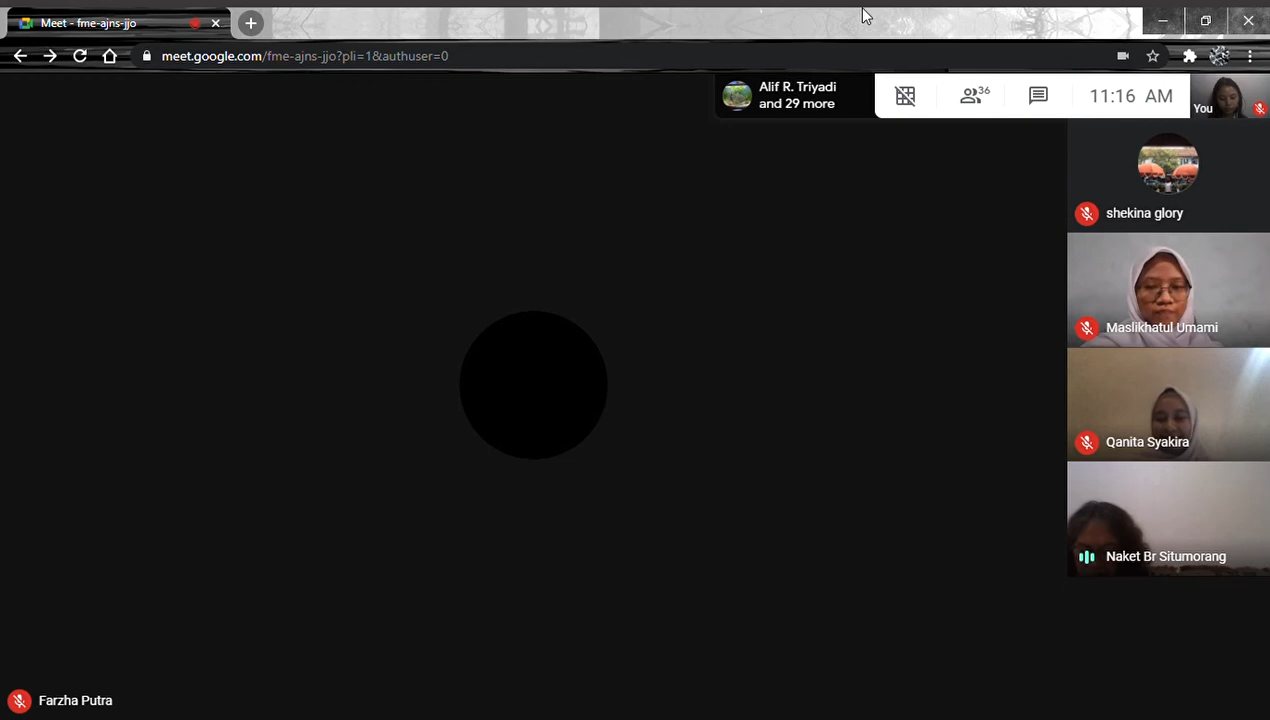 Meet - fme-ajns-jjo
meet.google.com/fme-ajns-jjo?pli=1&authuser=0
Alif R. Triyadi
and 29 more
36
11:16 AM
You
shekina glory
Maslikhatul Umami
Qanita Syakira
Naket Br Situmorang
Farzha Putra